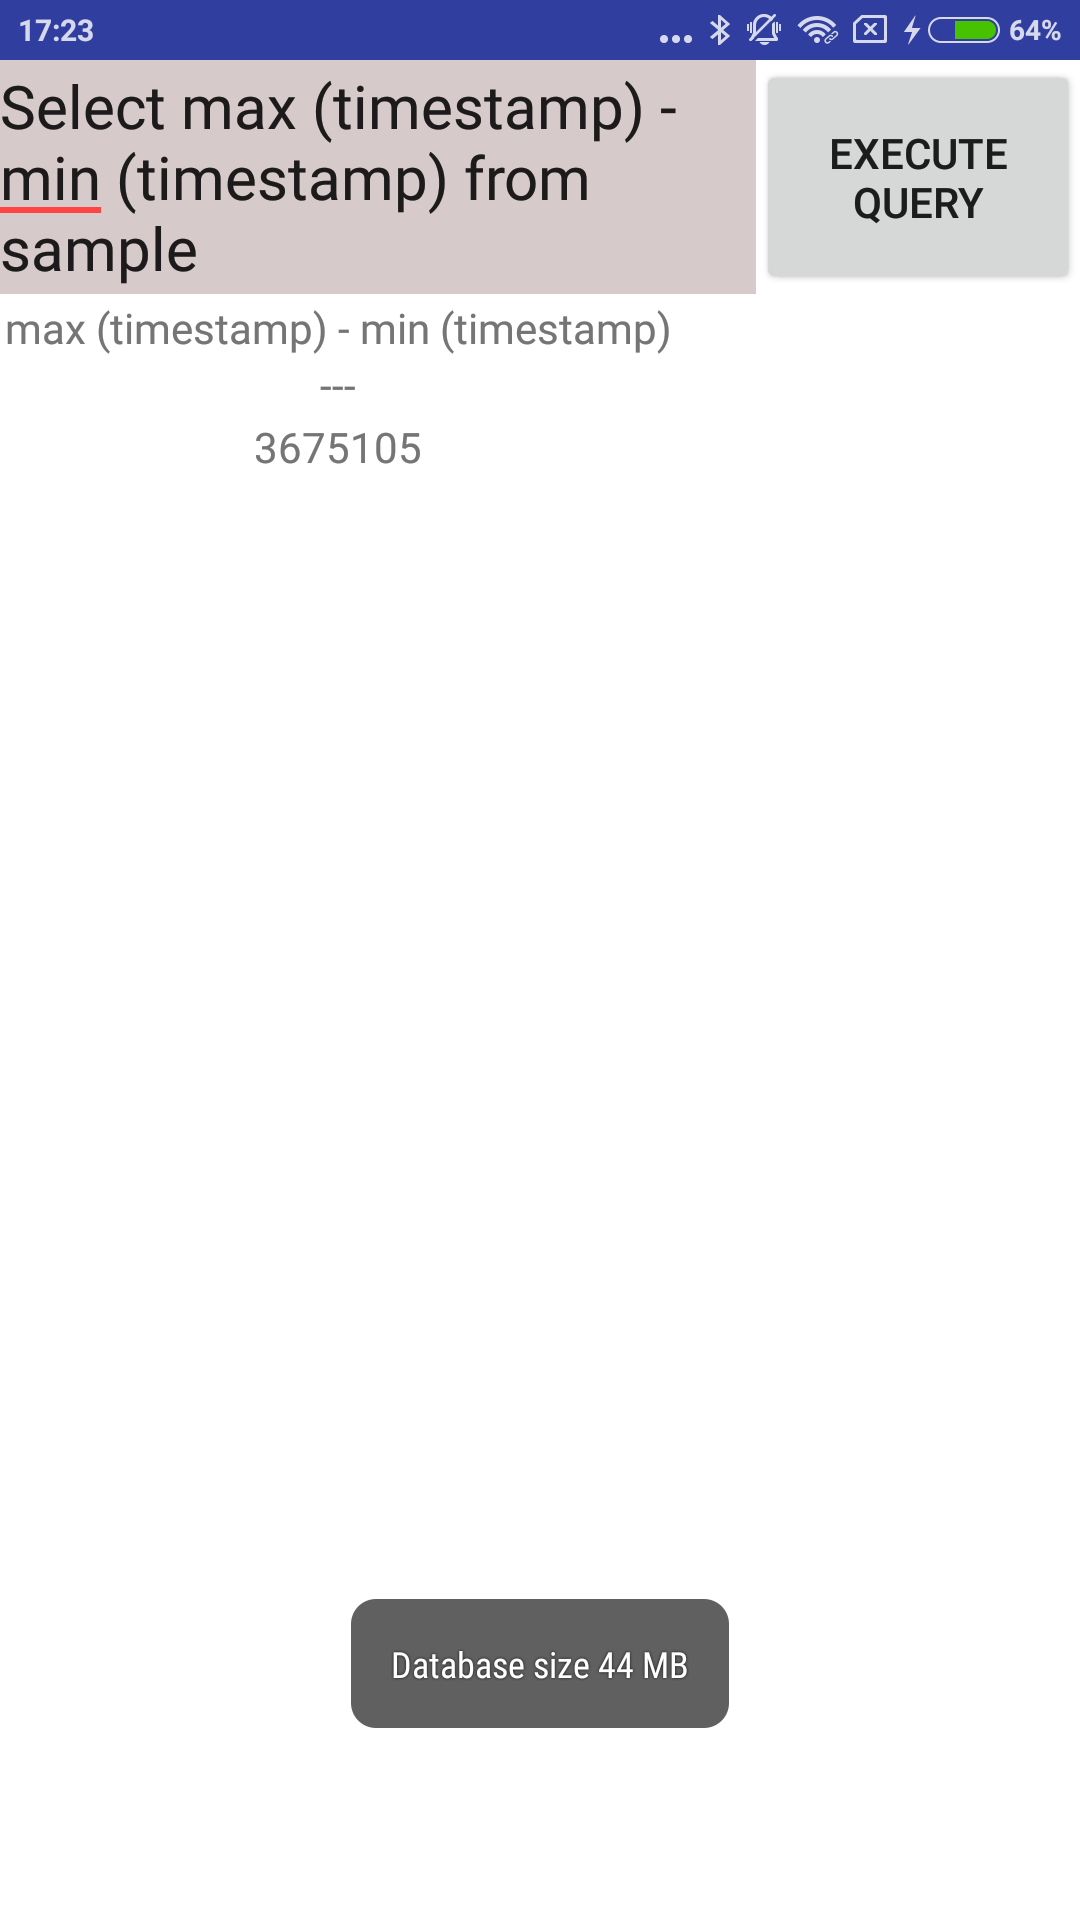 17:23
64%
Select max (timestamp) -
min (timestamp) from
sample
EXECUTE
QUERY
max (timestamp) - min (timestamp)
---
3675105
Database size 44 MB